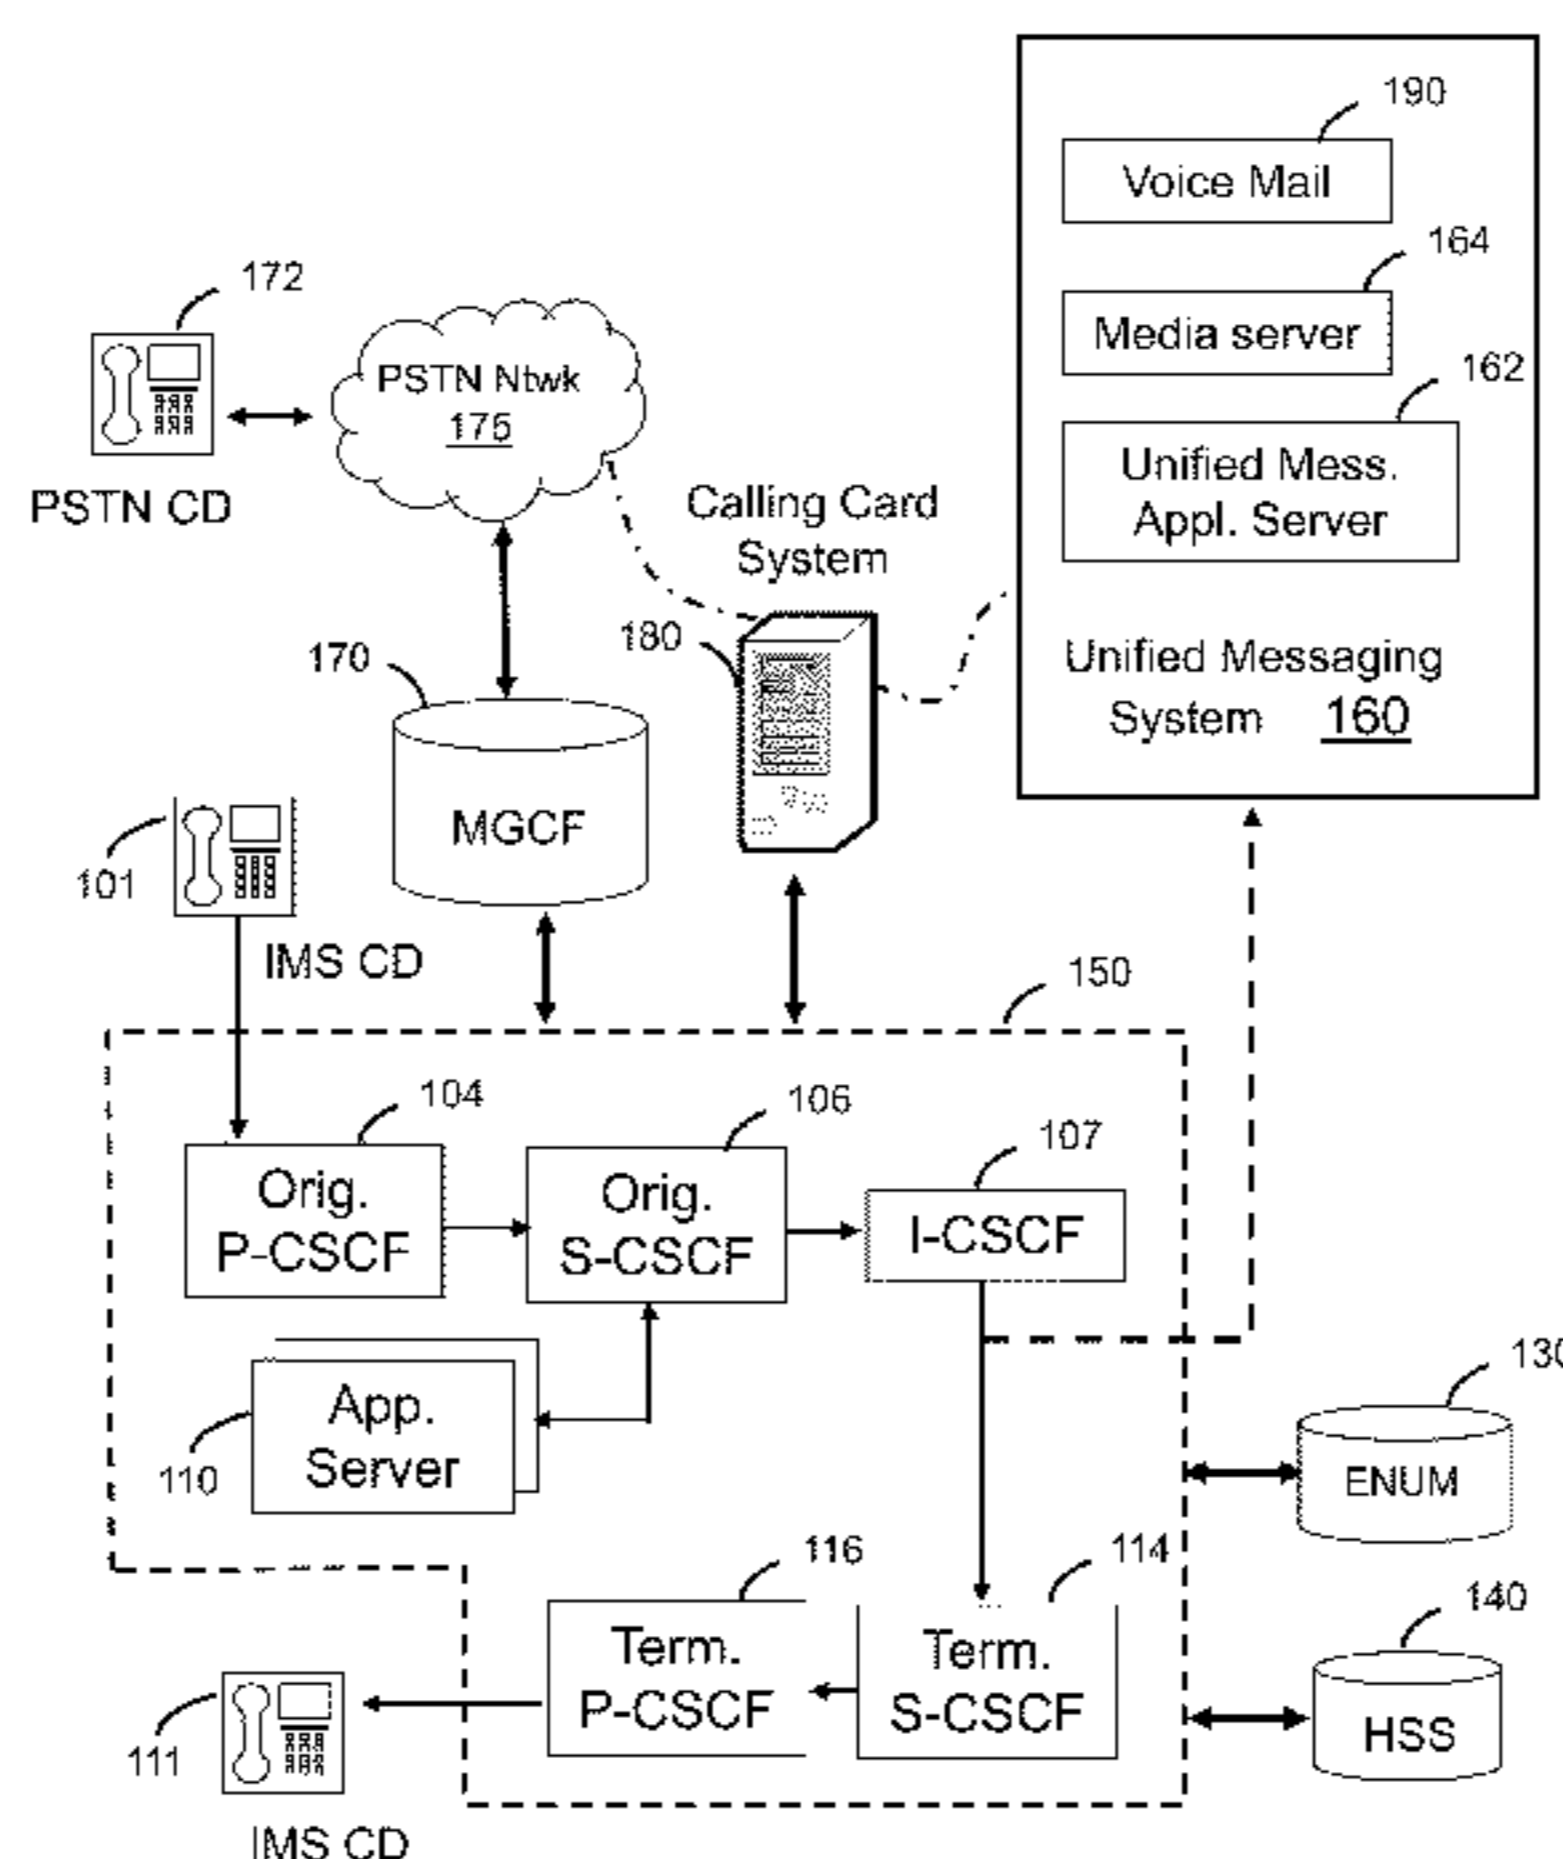 190
Voice Mail
164
Media server
162
Unified Mess.
Appl. Server
Unified Messaging
System 160
172
PSTN CD
PSTN Ntwk
175
Calling Card
System
180
170
MGCF
101
IMS CD
150
104
Orig.
P-CSCF
106
Orig.
S-CSCF
107
I-CSCF
App.
Server
110
130
ENUM
116
Term.
P-CSCF
114
Term.
S-CSCF
140
HSS
111
IMS CD